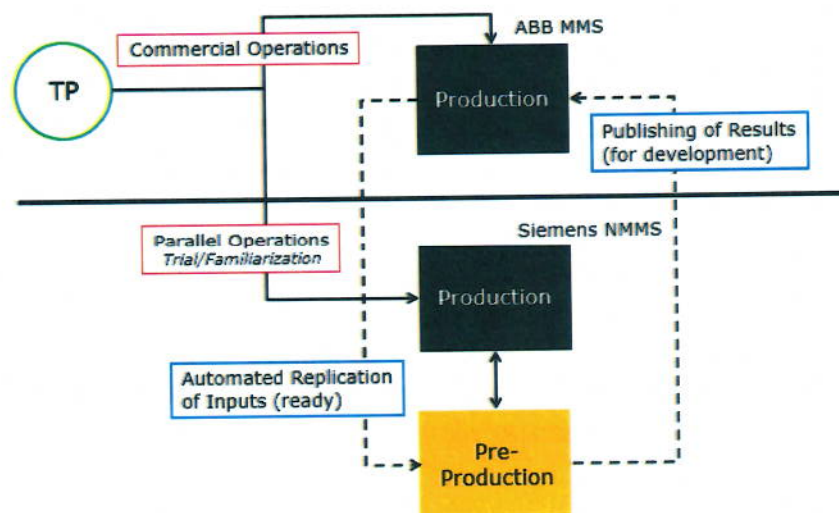 ABB MMS
Commercial Operations
TP
Production
Publishing of Results
(for development)
Siemens NMMS
Parallel Operations
Trial/Familiarization
Production
Automated Replication
of Inputs (ready)
Pre-
Production